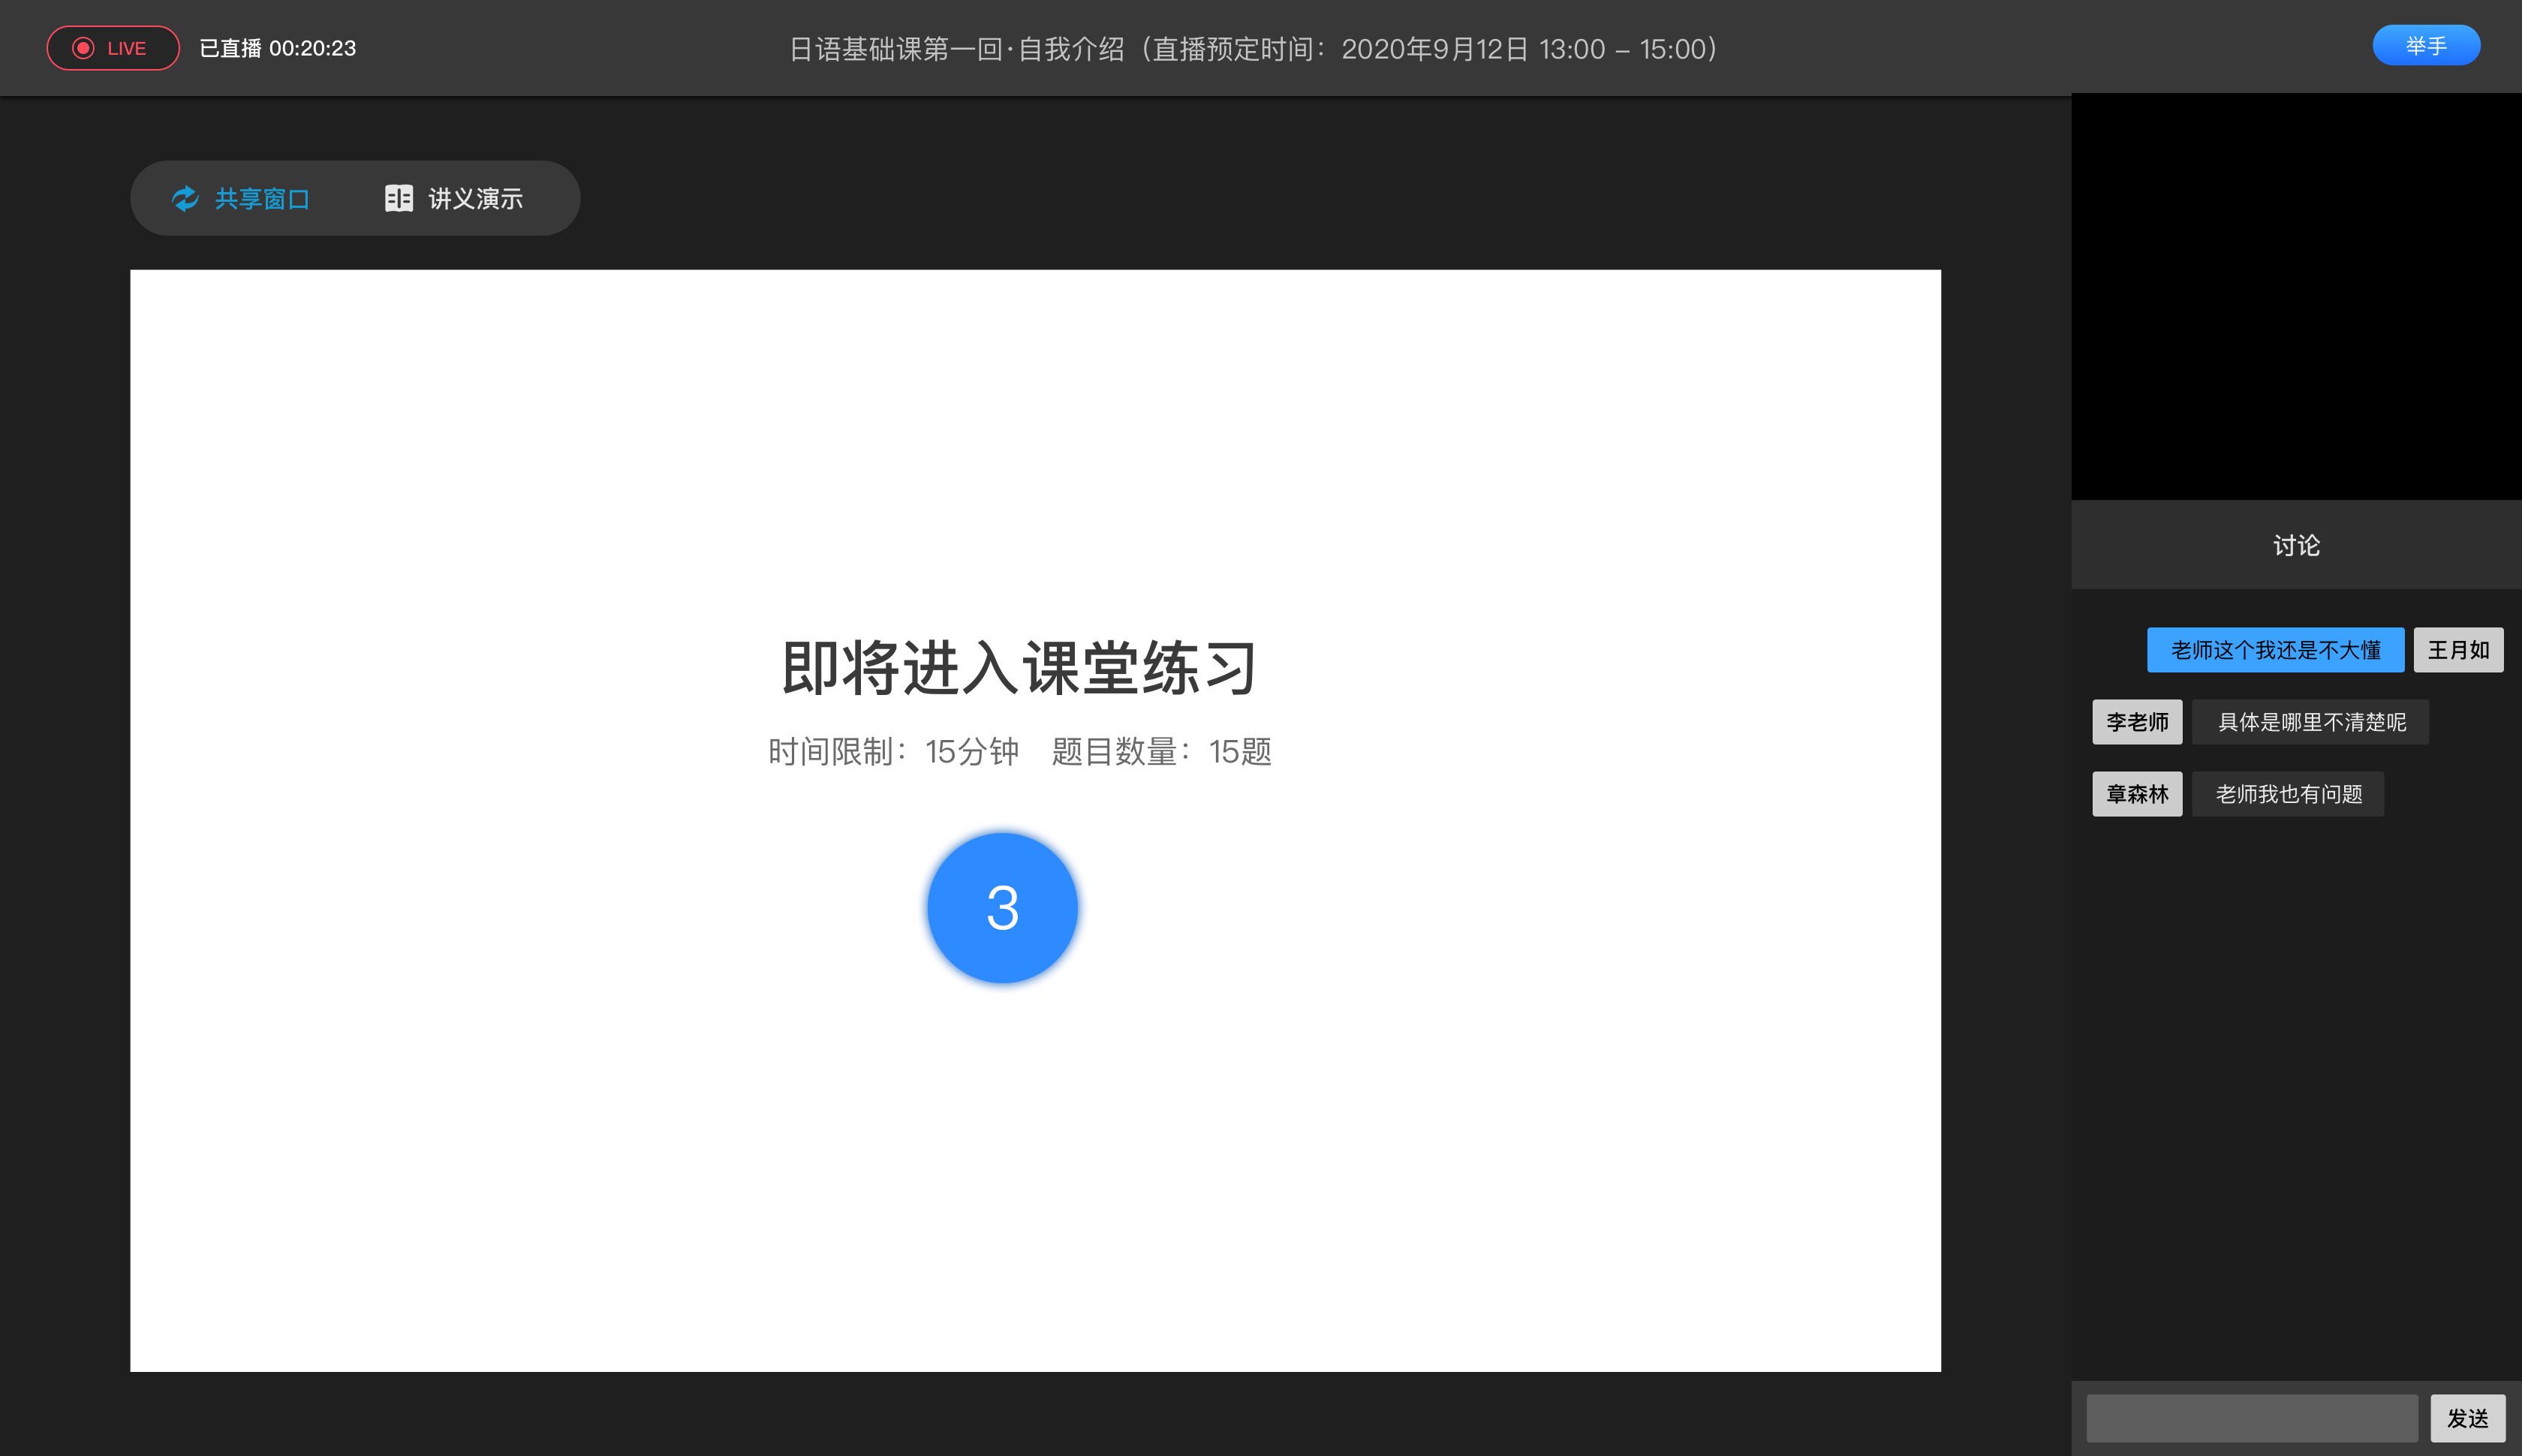 LIVE 已直播 00:20:23
日语基础课第一回·自我介绍（直播预定时间：2020年9月12日 13:00 – 15:00）
举手
共享窗口 讲义演示
即将进入课堂练习
时间限制：15分钟 题目数量：15题
3
讨论
老师这个我还是不大懂 王月如
李老师 具体是哪里不清楚呢
章森林 老师我也有问题
发送